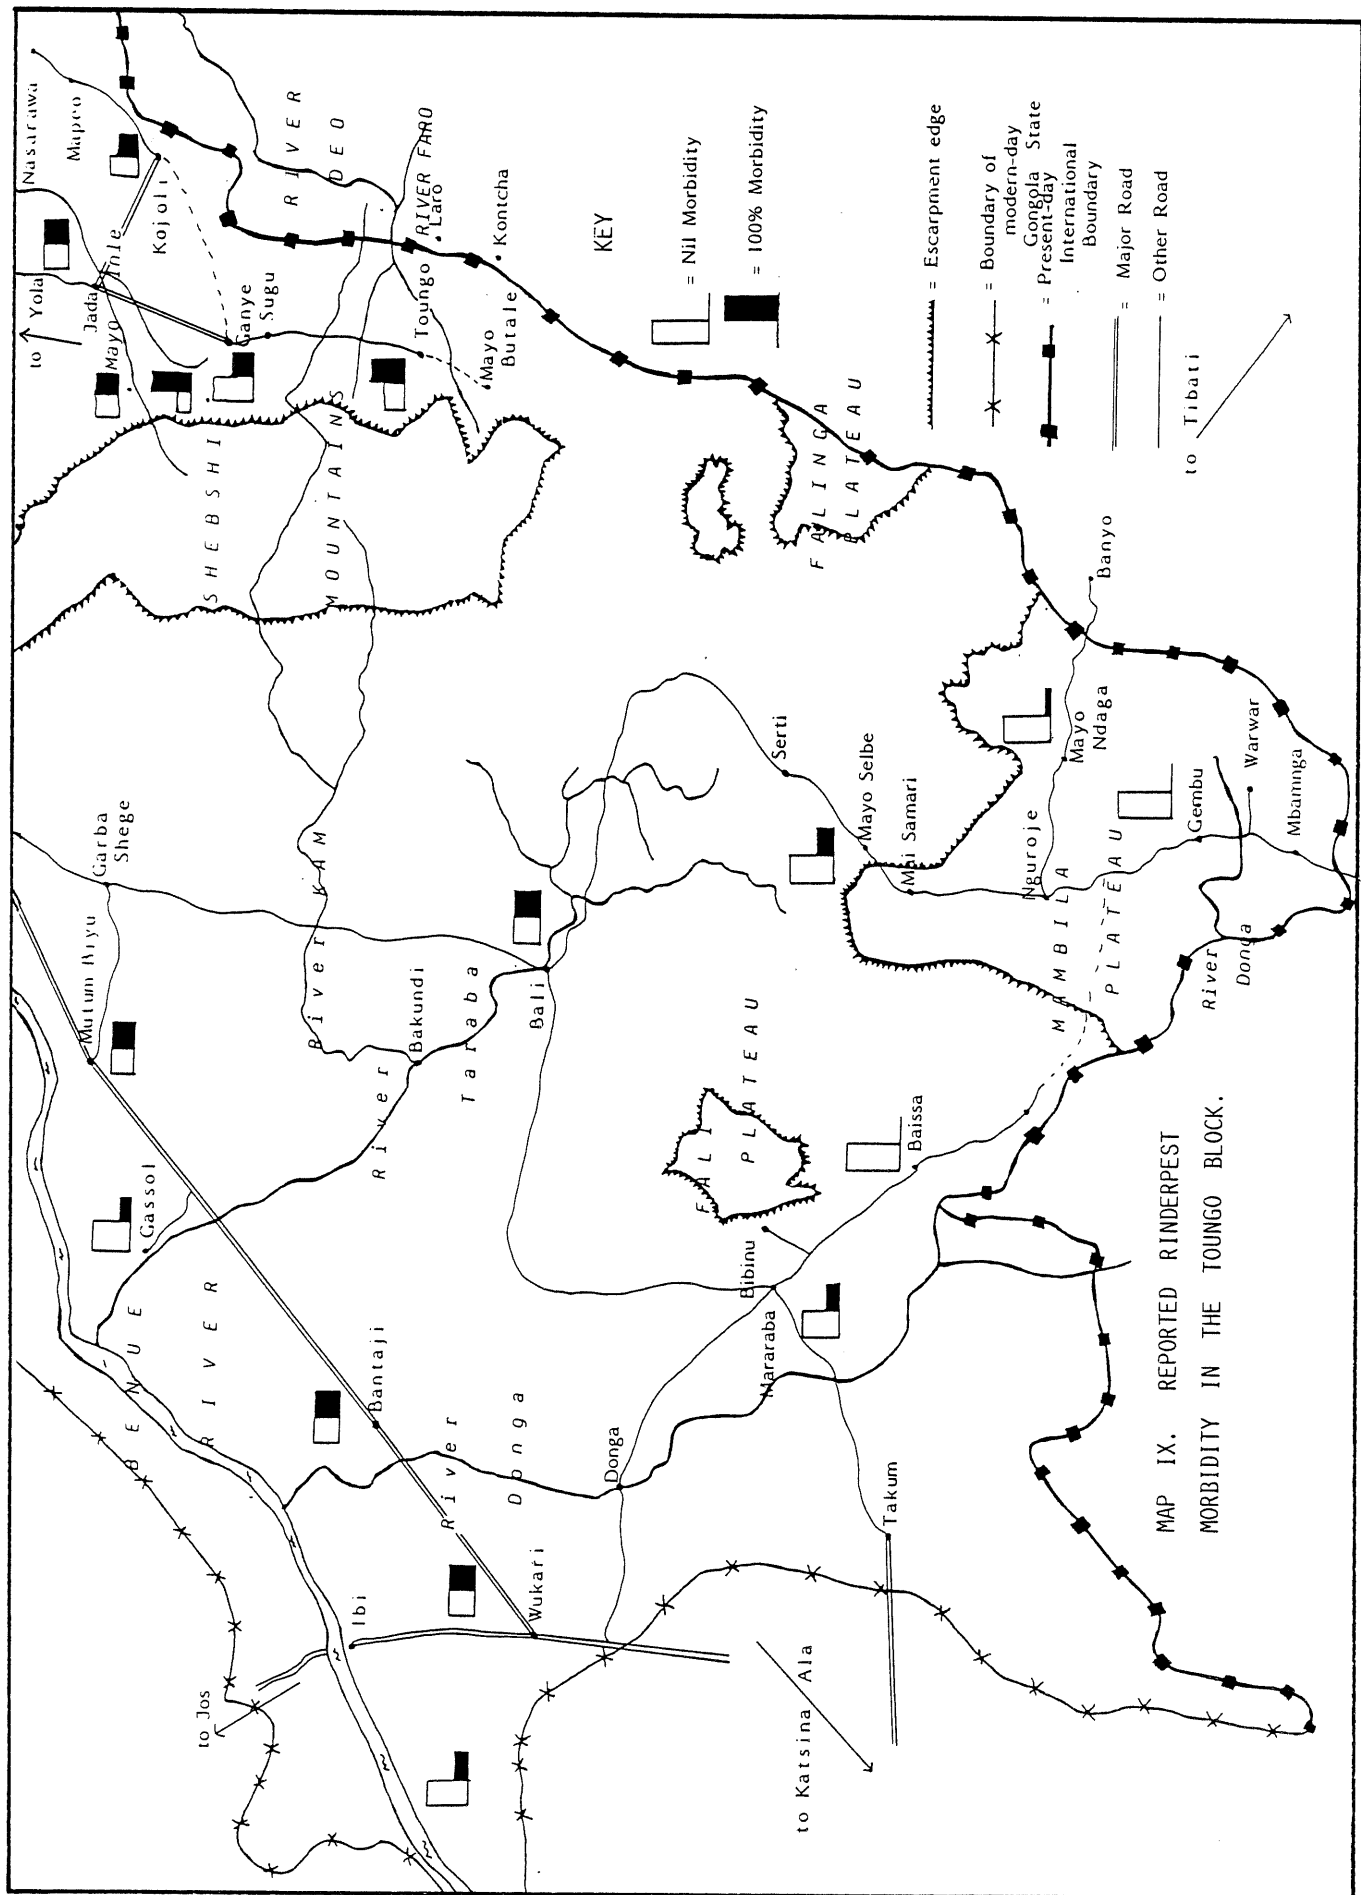 MAP IX. REPORTED RINDERPEST
MORBIDITY IN THE TOUNGO BLOCK.
KEY
= Nil Morbidity
= 100% Morbidity
= Escarpment edge
= Boundary of
modern-day
Gongola State
= Present-day
International
Boundary
= Major Road
= Other Road
to Tibati
to Yola
Nasarawa
Mapeo
Kojoli
Jada
Mayo Inle
Ganye
Sugu
Toungo
Mayo
Butale
Laro
Kontcha
RIVER
DEO
RIVER FARO
SHEBSHI
MOUNTAINS
FALINGA
PLATEAU
Banyo
Garba
Shege
Mutum Biyu
River KAM
Bakundi
River
Taraba
Bali
Serti
Mayo Selbe
Mai Samari
Nguroje
Mayo
Ndaga
Gembu
Warwar
Mbamnga
MAMBILA
PLATEAU
River
Donga
FALI
PLATEAU
Baissa
Bibinu
Mararaba
Gassol
BENUE
RIVER
Bantaji
River
Donga
Donga
Takum
Wukari
Ibi
to Jos
to Katsina Ala